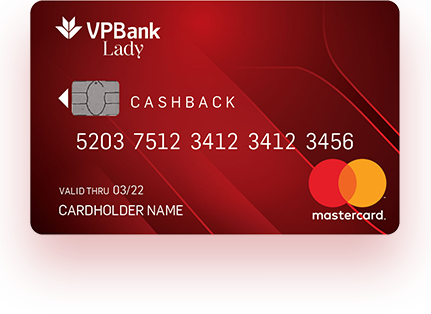 VPBank
Lady
CASHBACK
5203 7512 3412 3412 3456
VALID THRU 03/22
CARDHOLDER NAME
mastercard.